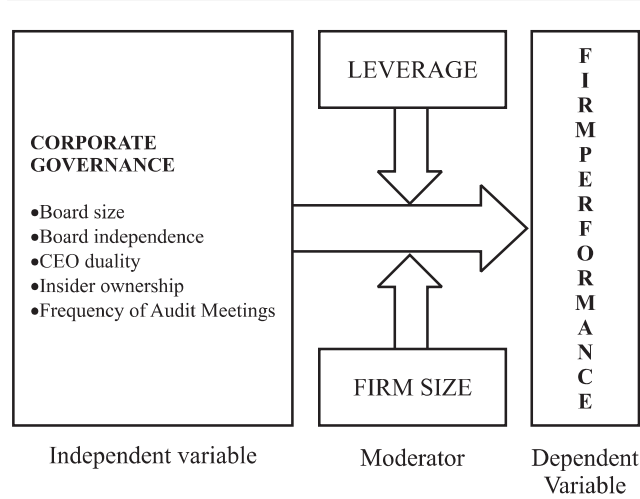 CORPORATE
GOVERNANCE
•Board size
•Board independence
•CEO duality
•Insider ownership
•Frequency of Audit Meetings
Independent variable
LEVERAGE
FIRM SIZE
Moderator
F
I
R
M
P
E
R
F
O
R
M
A
N
C
E
Dependent
Variable